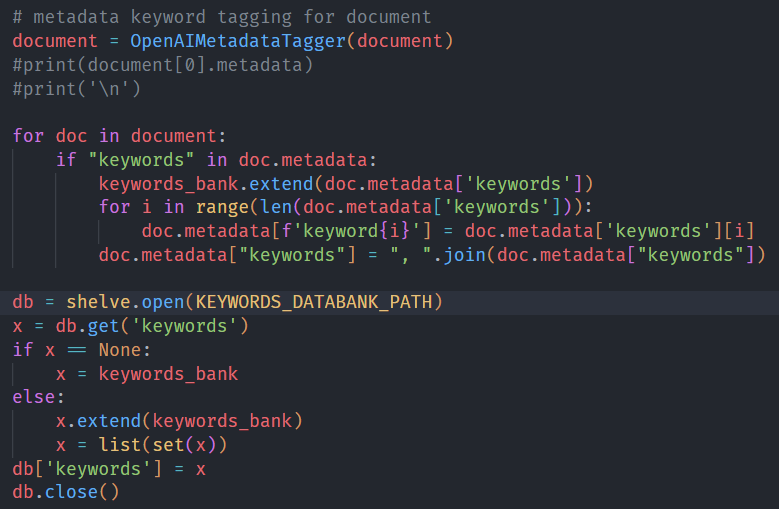 # metadata keyword tagging for document
document = OpenAIMetadataTagger(document)
#print(document[0].metadata)
#print('\n')

for doc in document:
    if "keywords" in doc.metadata:
        keywords_bank.extend(doc.metadata['keywords'])
        for i in range(len(doc.metadata['keywords'])):
            doc.metadata[f'keyword{i}'] = doc.metadata['keywords'][i]
        doc.metadata["keywords"] = ", ".join(doc.metadata["keywords"])

db = shelve.open(KEYWORDS_DATABANK_PATH)
x = db.get('keywords')
if x == None:
    x = keywords_bank
else:
    x.extend(keywords_bank)
    x = list(set(x))
db['keywords'] = x
db.close()